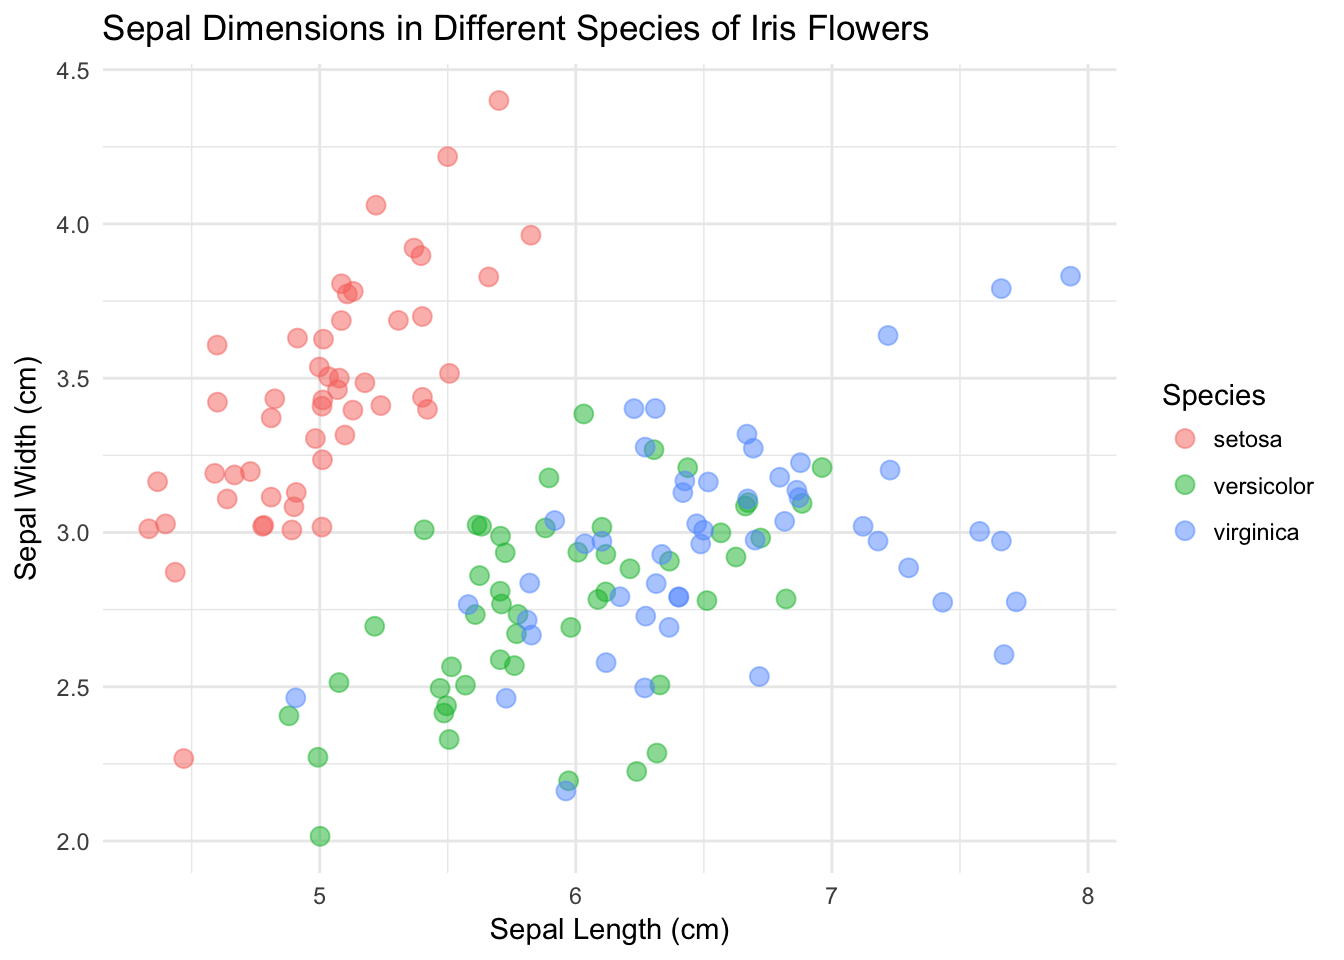 Sepal Dimensions in Different Species of Iris Flowers
4.5
4.0
3.5
3.0
2.5
2.0
Sepal Width (cm)
5 6 7 8
Sepal Length (cm)
Species
setosa
versicolor
virginica